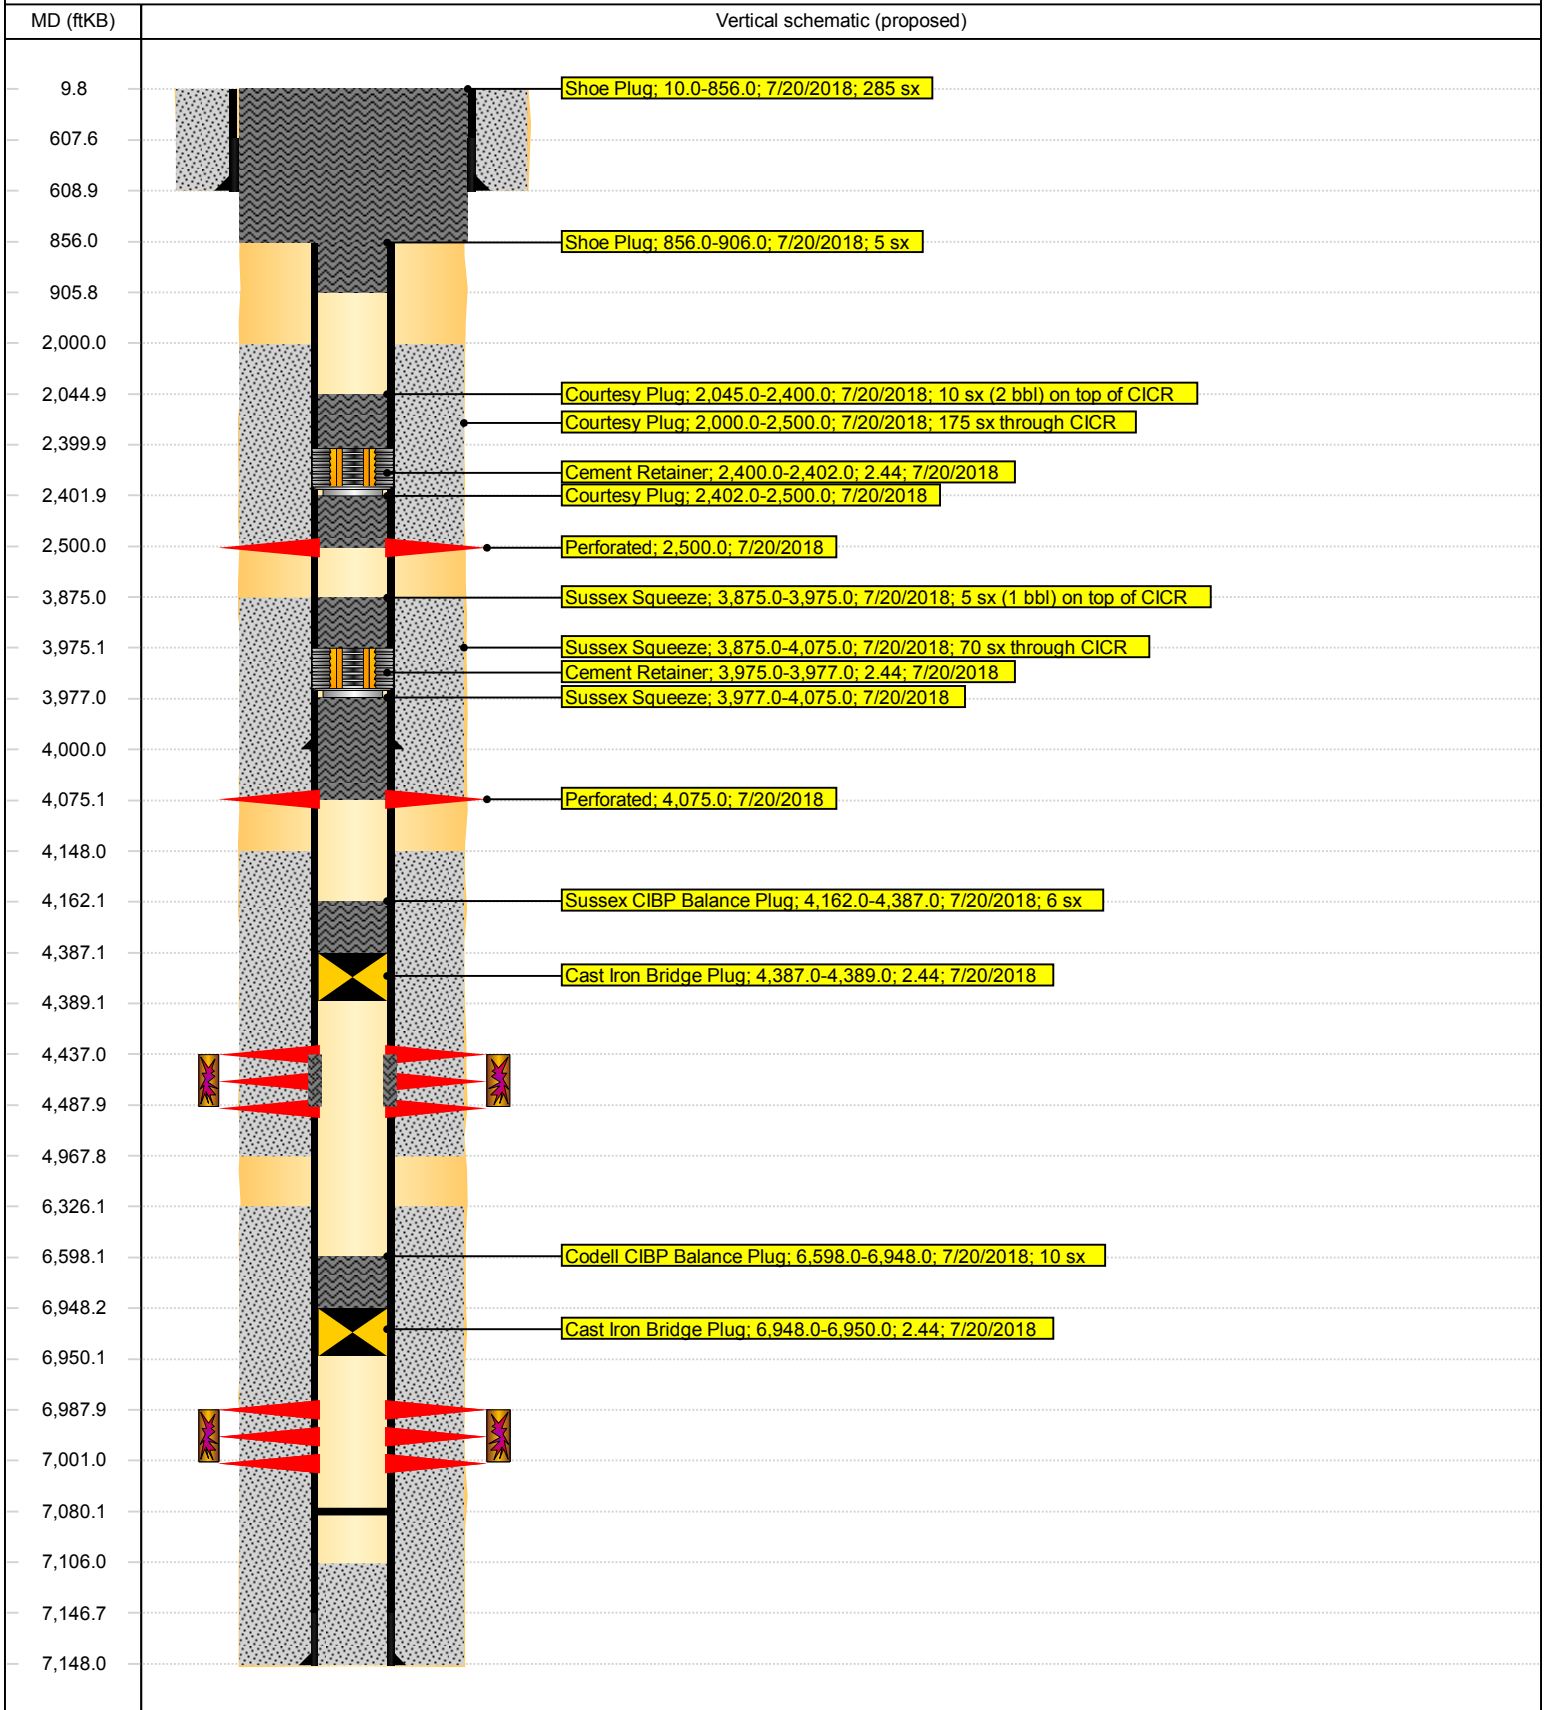 MD (ftKB)
Vertical schematic (proposed)
9.8
Shoe Plug; 10.0-856.0; 7/20/2018; 285 sx
607.6
608.9
856.0
Shoe Plug; 856.0-906.0; 7/20/2018; 5 sx
905.8
2,000.0
2,044.9
Courtesy Plug; 2,045.0-2,400.0; 7/20/2018; 10 sx (2 bbl) on top of CICR
Courtesy Plug; 2,000.0-2,500.0; 7/20/2018; 175 sx through CICR
2,399.9
Cement Retainer; 2,400.0-2,402.0; 2.44; 7/20/2018
2,401.9
Courtesy Plug; 2,402.0-2,500.0; 7/20/2018
2,500.0
Perforated; 2,500.0; 7/20/2018
3,875.0
Sussex Squeeze; 3,875.0-3,975.0; 7/20/2018; 5 sx (1 bbl) on top of CICR
3,975.1
Sussex Squeeze; 3,875.0-4,075.0; 7/20/2018; 70 sx through CICR
Cement Retainer; 3,975.0-3,977.0; 2.44; 7/20/2018
3,977.0
Sussex Squeeze; 3,977.0-4,075.0; 7/20/2018
4,000.0
4,075.1
Perforated; 4,075.0; 7/20/2018
4,148.0
4,162.1
Sussex CIBP Balance Plug; 4,162.0-4,387.0; 7/20/2018; 6 sx
4,387.1
Cast Iron Bridge Plug; 4,387.0-4,389.0; 2.44; 7/20/2018
4,389.1
4,437.0
4,487.9
4,967.8
6,326.1
6,598.1
Codell CIBP Balance Plug; 6,598.0-6,948.0; 7/20/2018; 10 sx
6,948.2
Cast Iron Bridge Plug; 6,948.0-6,950.0; 2.44; 7/20/2018
6,950.1
6,987.9
7,001.0
7,080.1
7,106.0
7,146.7
7,148.0